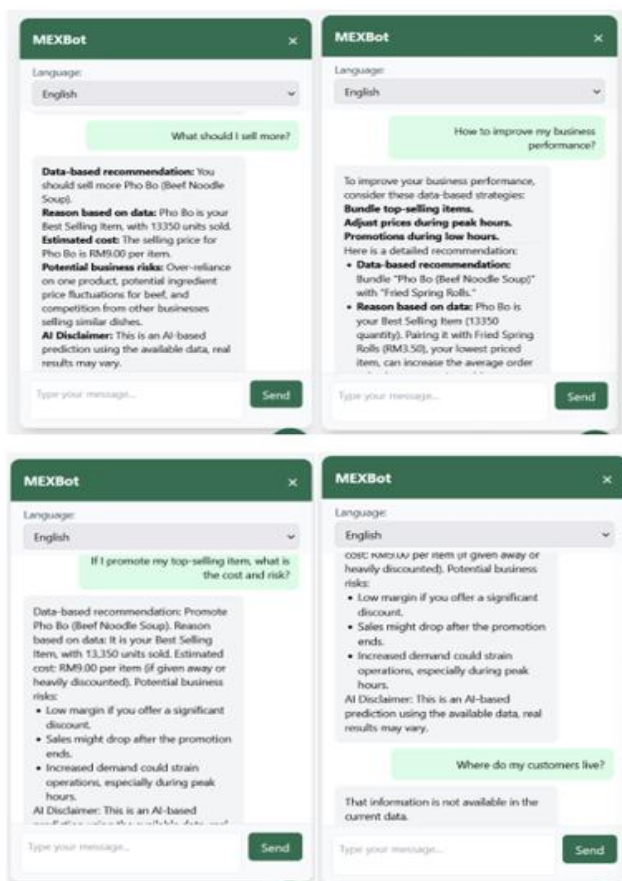 MEXBot ×
Language:
English
What should I sell more?
Data-based recommendation: You
should sell more Pho Bo (Beef Noodle
Soup).
Reason based on data: Pho Bo is your
Best Selling Item, with 13350 units sold.
Estimated cost: The selling price for
Pho Bo is RM9.00 per item.
Potential business risks: Over-reliance
on one product, potential ingredient
price fluctuations for beef, and
competition from other businesses
selling similar dishes.
AI Disclaimer: This is an AI-based
prediction using the available data, real
results may vary.
Type your message...
Send
MEXBot ×
Language:
English
How to improve my business
performance?
To improve your business performance,
consider these data-based strategies:
Bundle top-selling items.
Adjust prices during peak hours.
Promotions during low hours.
Here is a detailed recommendation:
• Data-based recommendation:
Bundle "Pho Bo (Beef Noodle Soup)"
with "Fried Spring Rolls."
• Reason based on data: Pho Bo is
your Best Selling Item (13350
quantity). Pairing it with Fried Spring
Rolls (RM3.50), your lowest priced
item, can increase the average order
Type your message...
Send
MEXBot ×
Language:
English
If I promote my top-selling item, what is
the cost and risk?
Data-based recommendation: Promote
Pho Bo (Beef Noodle Soup). Reason
based on data: It is your Best Selling
Item, with 13,350 units sold. Estimated
cost: RM9.00 per item (if given away or
heavily discounted). Potential business
risks:
• Low margin if you offer a significant
discount.
• Sales might drop after the promotion
ends.
• Increased demand could strain
operations, especially during peak
hours.
AI Disclaimer: This is an AI-based
prediction using the available data, real
Type your message...
Send
MEXBot ×
Language:
English
cost: RM9.00 per item (if given away or
heavily discounted). Potential business
risks:
• Low margin if you offer a significant
discount.
• Sales might drop after the promotion
ends.
• Increased demand could strain
operations, especially during peak
hours.
AI Disclaimer: This is an AI-based
prediction using the available data, real
results may vary.
Where do my customers live?
That information is not available in the
current data.
Type your message...
Send